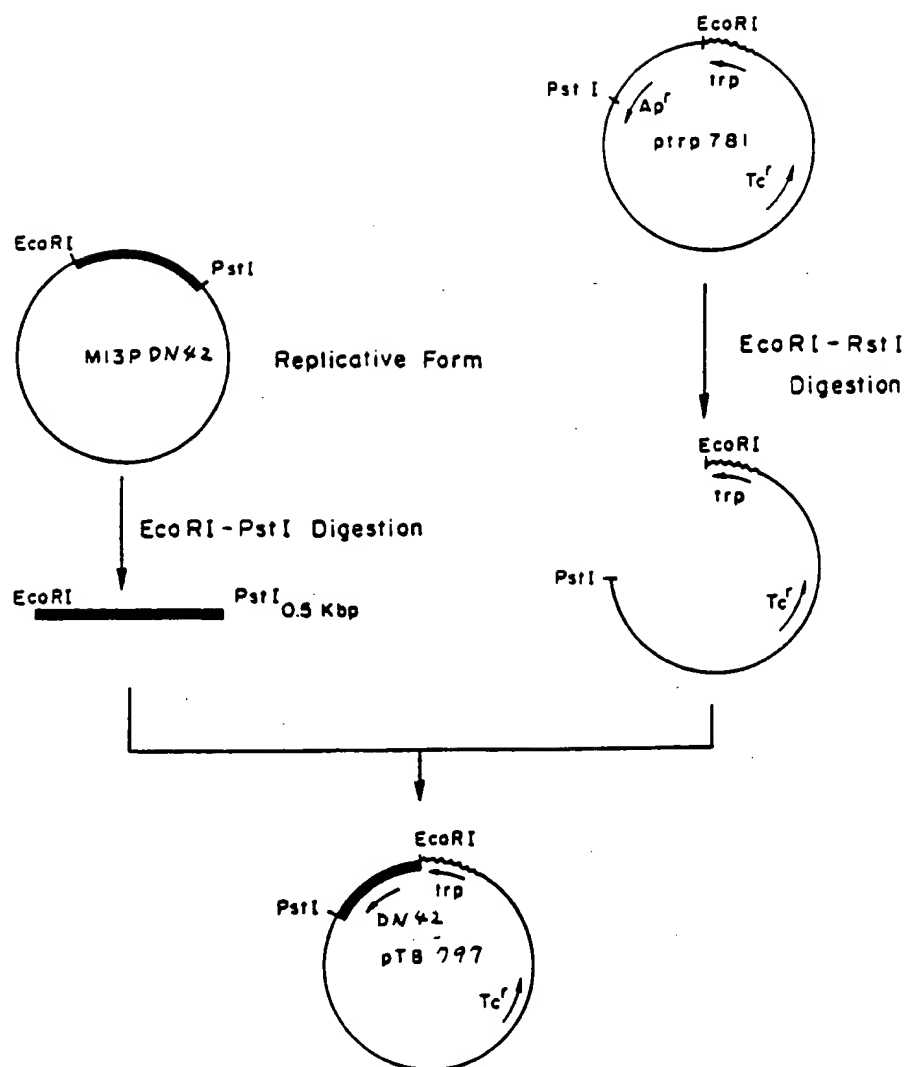 EcoRI
trp
Pst I
Apʳ
ptrp 781
Tcʳ
EcoRI
PstI
M13P DN42
Replicative Form
EcoRI-RstI
Digestion
EcoRI
trp
PstI
Tcʳ
EcoRI-PstI Digestion
EcoRI
PstI
0.5 Kbp
EcoRI
trp
PstI
DN42
pTB 797
Tcʳ